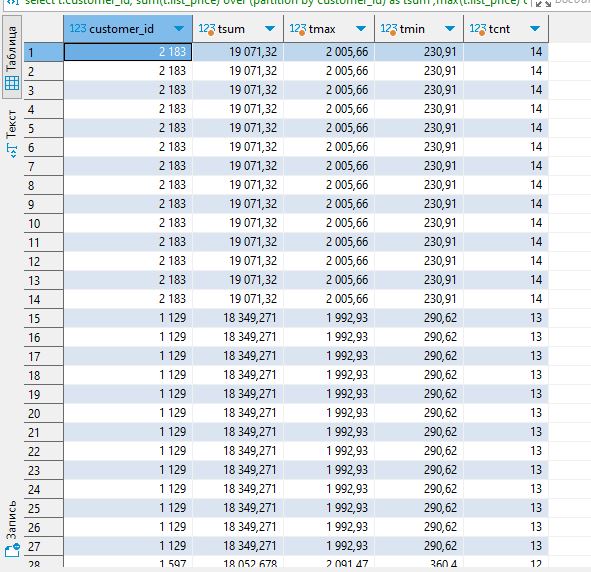 select t.customer_id, sum(t.list_price) over (partition by customer_id) as tsum ,max(t.list_price) t
Таблица
Текст
Запись
123 customer_id 123 tsum 123 tmax 123 tmin 123 tcnt
1 2 183 19 071,32 2 005,66 230,91 14
2 2 183 19 071,32 2 005,66 230,91 14
3 2 183 19 071,32 2 005,66 230,91 14
4 2 183 19 071,32 2 005,66 230,91 14
5 2 183 19 071,32 2 005,66 230,91 14
6 2 183 19 071,32 2 005,66 230,91 14
7 2 183 19 071,32 2 005,66 230,91 14
8 2 183 19 071,32 2 005,66 230,91 14
9 2 183 19 071,32 2 005,66 230,91 14
10 2 183 19 071,32 2 005,66 230,91 14
11 2 183 19 071,32 2 005,66 230,91 14
12 2 183 19 071,32 2 005,66 230,91 14
13 2 183 19 071,32 2 005,66 230,91 14
14 2 183 19 071,32 2 005,66 230,91 14
15 1 129 18 349,271 1 992,93 290,62 13
16 1 129 18 349,271 1 992,93 290,62 13
17 1 129 18 349,271 1 992,93 290,62 13
18 1 129 18 349,271 1 992,93 290,62 13
19 1 129 18 349,271 1 992,93 290,62 13
20 1 129 18 349,271 1 992,93 290,62 13
21 1 129 18 349,271 1 992,93 290,62 13
22 1 129 18 349,271 1 992,93 290,62 13
23 1 129 18 349,271 1 992,93 290,62 13
24 1 129 18 349,271 1 992,93 290,62 13
25 1 129 18 349,271 1 992,93 290,62 13
26 1 129 18 349,271 1 992,93 290,62 13
27 1 129 18 349,271 1 992,93 290,62 13
28 1 597 18 052,678 2 091,47 360,4 12